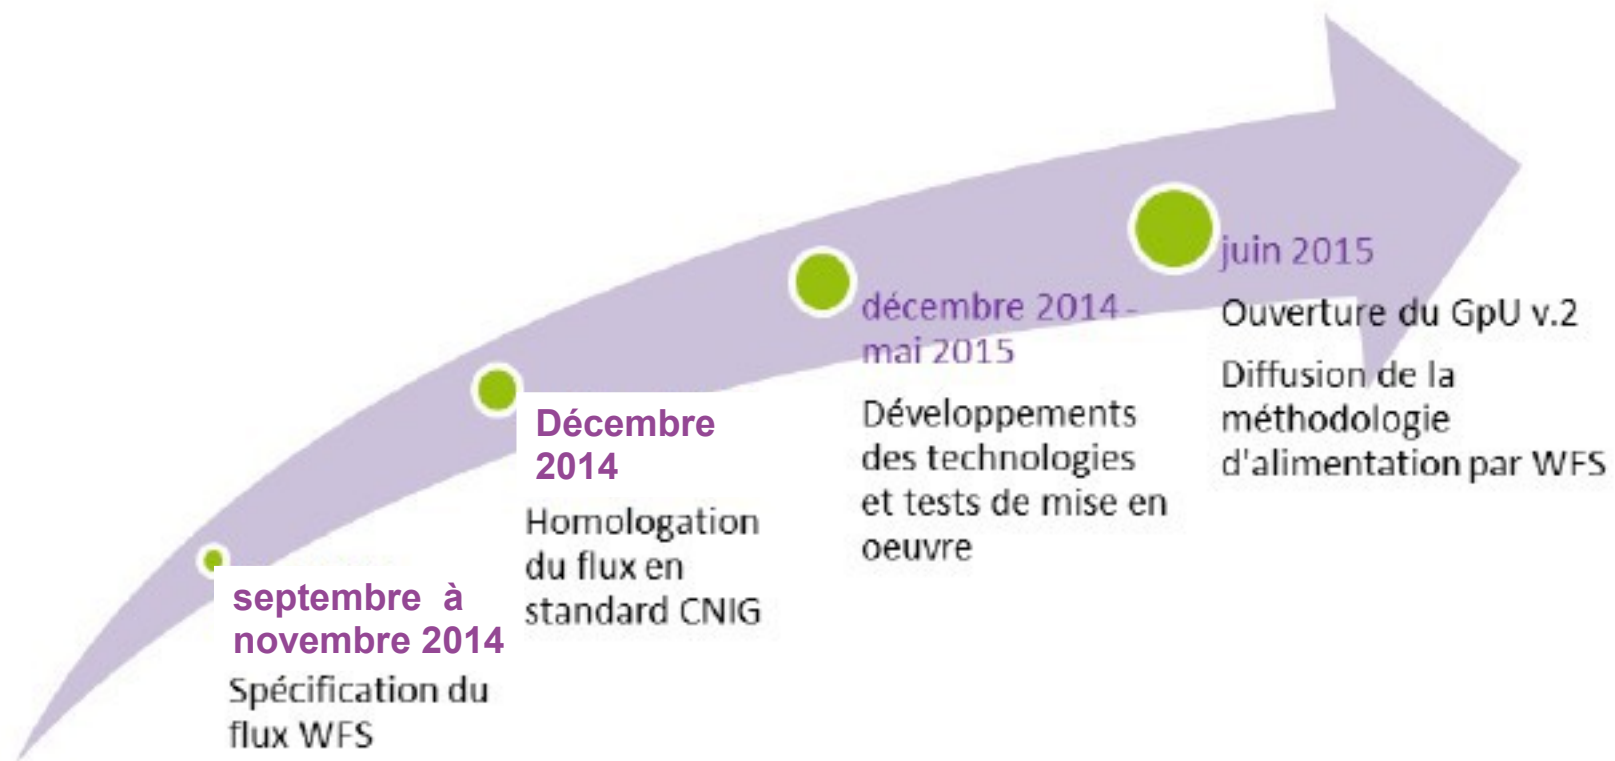 septembre à
novembre 2014
Spécification du
flux WFS
Décembre
2014
Homologation
du flux en
standard CNIG
décembre 2014 -
mai 2015
Développements
des technologies
et tests de mise en
oeuvre
juin 2015
Ouverture du GpU v.2
Diffusion de la
méthodologie
d'alimentation par WFS